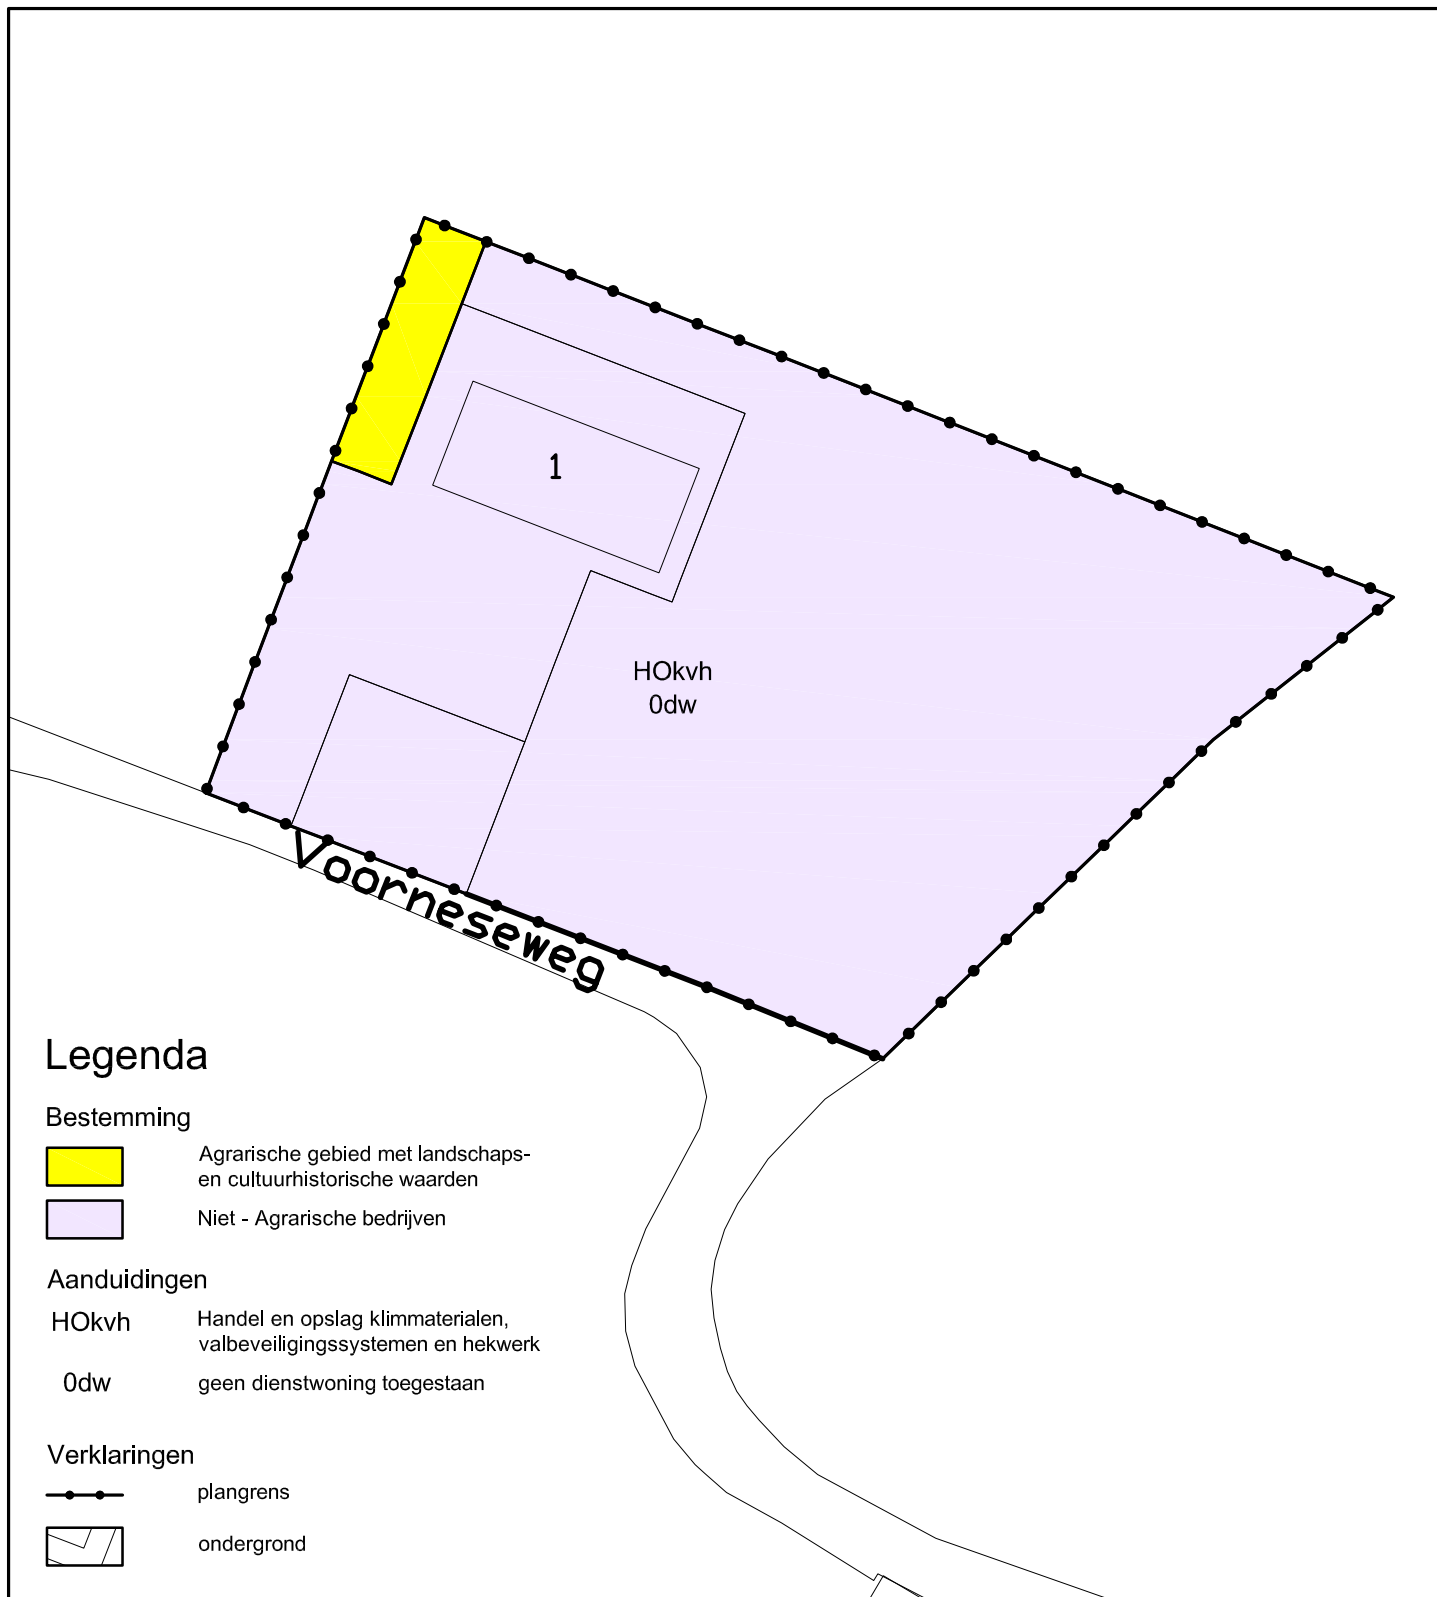 1
HOkvh
0dw
Voorneseweg
Legenda
Bestemming
Agrarische gebied met landschaps-
en cultuurhistorische waarden
Niet - Agrarische bedrijven
Aanduidingen
HOkvh
Handel en opslag klimmaterialen,
valbeveiligingssystemen en hekwerk
0dw
geen dienstwoning toegestaan
Verklaringen
plangrens
ondergrond